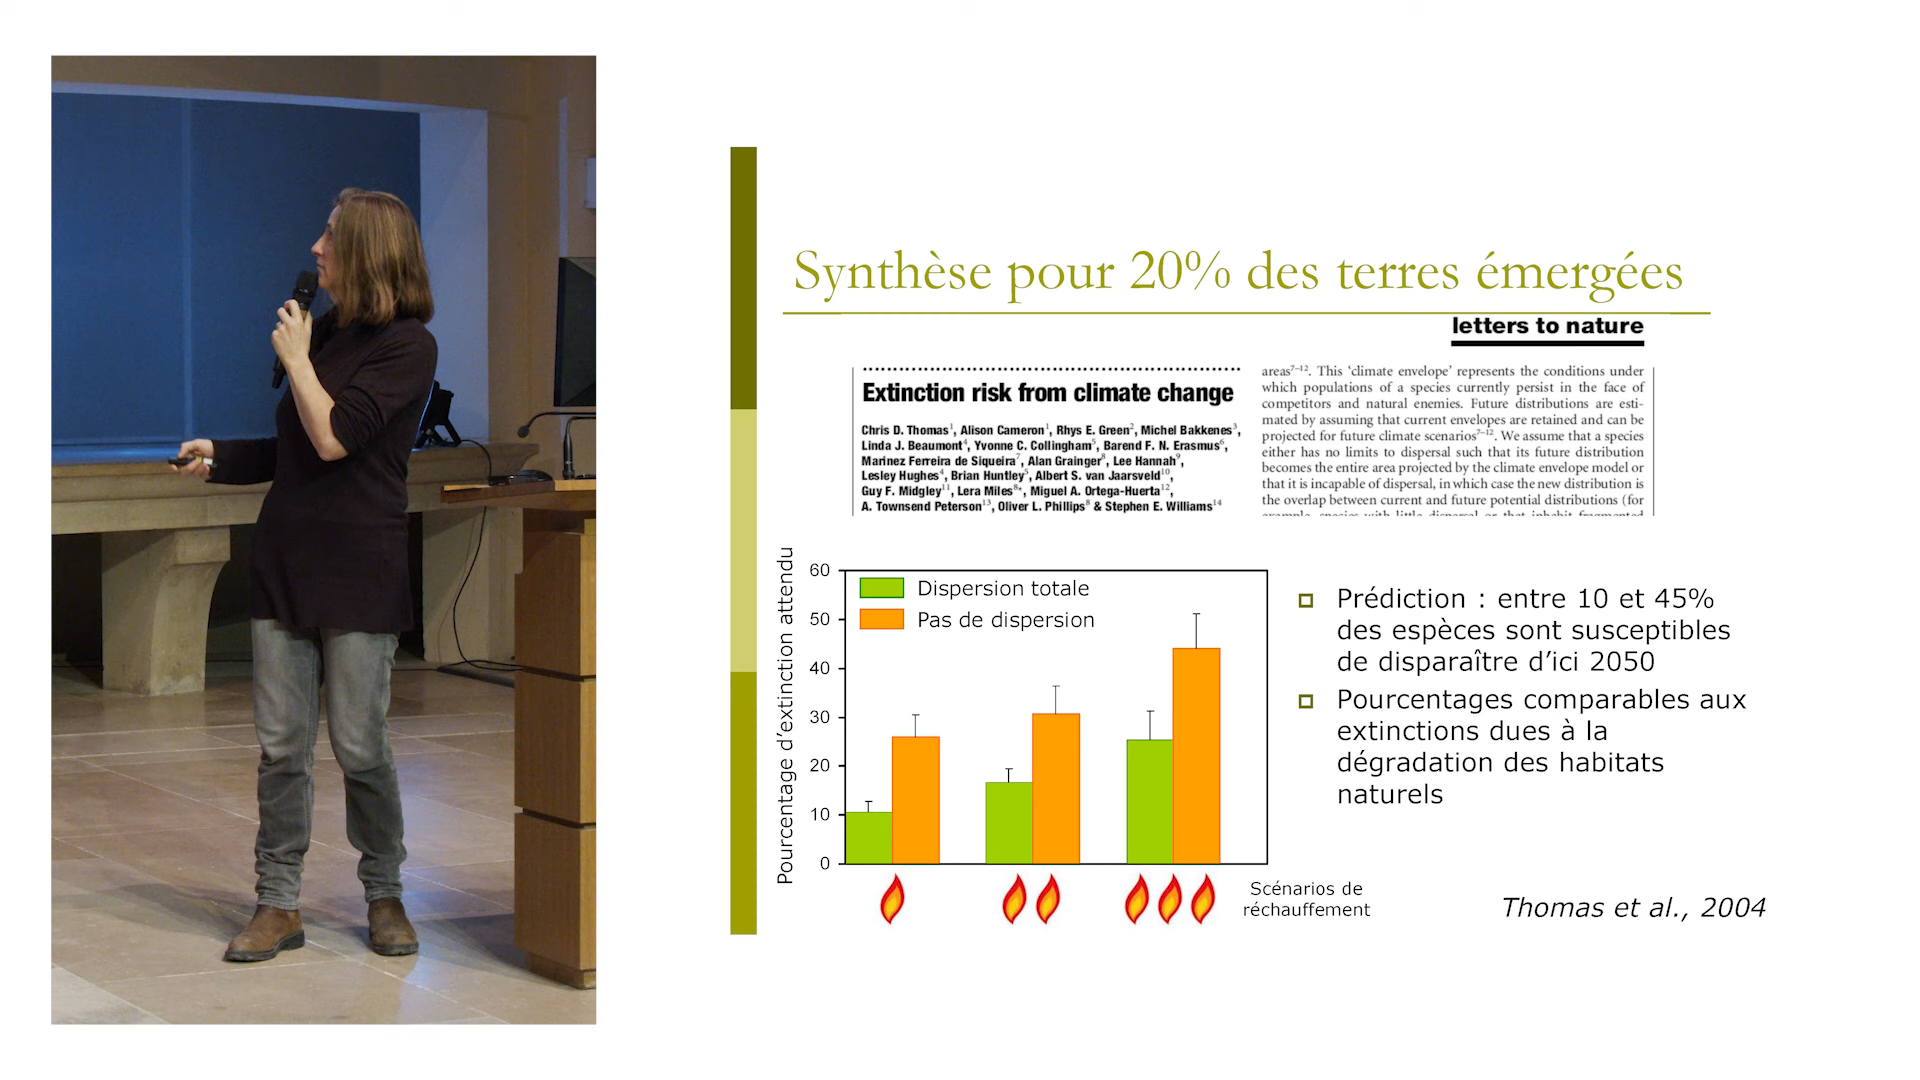 Synthèse pour 20% des terres émergées
letters to nature
Extinction risk from climate change
Chris D. Thomas1, Alison Cameron1, Rhys E. Green2, Michel Bakkenes3,
Linda J. Beaumont4, Yvonne C. Collingham5, Barend F. N. Erasmus6,
Marinez Ferreira de Siqueira7, Alan Grainger8, Lee Hannah9,
Lesley Hughes4, Brian Huntley5, Albert S. van Jaarsveld10,
Guy F. Midgley11, Lera Miles8*, Miguel A. Ortega-Huerta12,
A. Townsend Peterson13, Oliver L. Phillips8 & Stephen E. Williams14
areas7–12. This ‘climate envelope’ represents the conditions under
which populations of a species currently persist in the face of
competitors and natural enemies. Future distributions are esti-
mated by assuming that current envelopes are retained and can be
projected for future climate scenarios7–12. We assume that a species
either has no limits to dispersal such that its future distribution
becomes the entire area projected by the climate envelope model or
that it is incapable of dispersal, in which case the new distribution is
the overlap between current and future potential distributions (for
example, species with little dispersal or that inhabit fragmented
Pourcentage d’extinction attendu
60
50
40
30
20
10
0
Dispersion totale
Pas de dispersion
Scénarios de
réchauffement
Prédiction : entre 10 et 45%
des espèces sont susceptibles
de disparaître d’ici 2050
Pourcentages comparables aux
extinctions dues à la
dégradation des habitats
naturels
Thomas et al., 2004